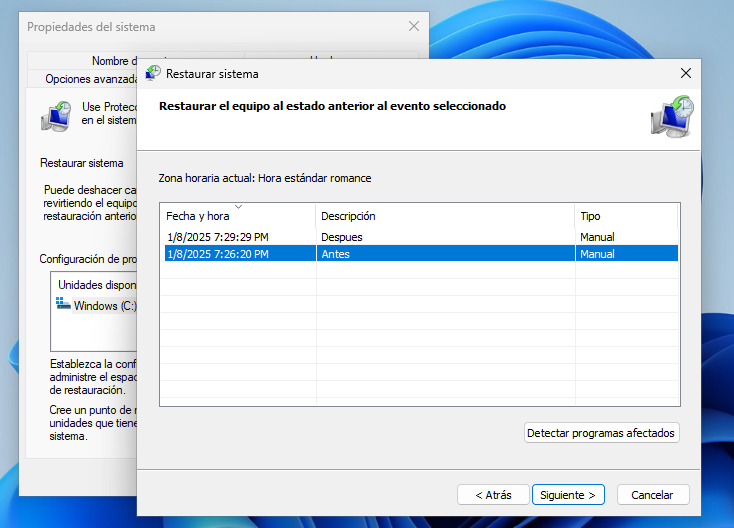 Propiedades del sistema
Nombre d
Opciones avanzada
Use Protecc
en el sistem
Restaurar sistema
Puede deshacer ca
revirtiendo el equipo
restauración anterio
Configuración de pro
Unidades dispon
Windows (C:)
Establezca la conf
administre el espac
de restauración.
Cree un punto de r
unidades que tiene
sistema.
Restaurar sistema
Restaurar el equipo al estado anterior al evento seleccionado
Zona horaria actual: Hora estándar romance
Fecha y hora Descripción Tipo
1/8/2025 7:29:29 PM Despues Manual
1/8/2025 7:26:20 PM Antes Manual
Detectar programas afectados
< Atrás Siguiente > Cancelar